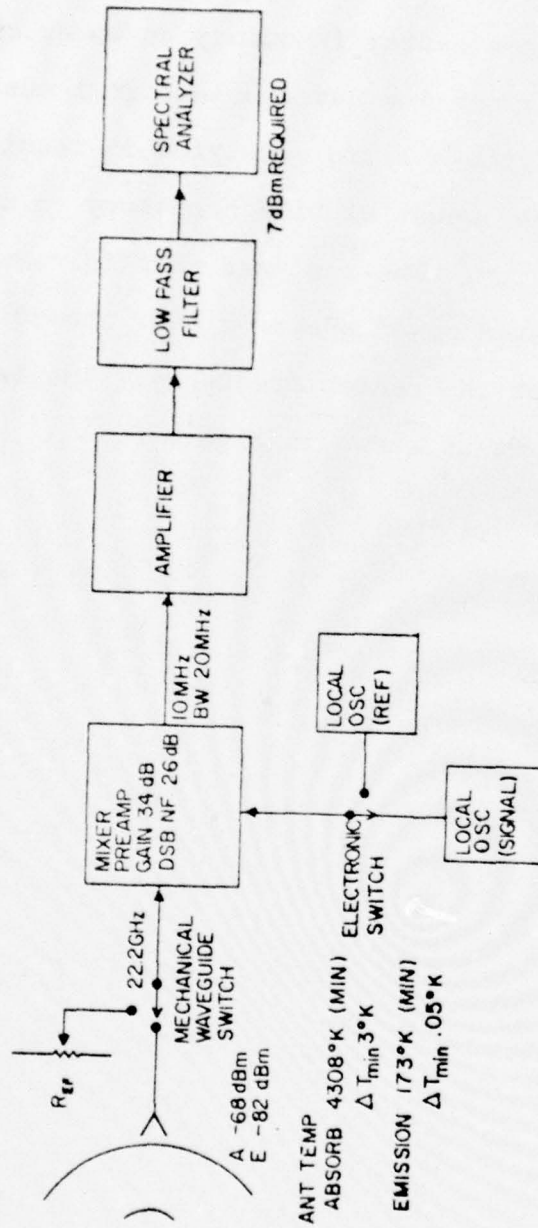 R_EF
22.2GHz
MECHANICAL
WAVEGUIDE
SWITCH
A -68 dBm
E. -82 dBm
MIXER
PREAMP
GAIN 34 dB
DSB NF 26dB
10MHz
BW 20MHz
AMPLIFIER
LOW PASS
FILTER
SPECTRAL
ANALYZER
7dBm REQUIRED
LOCAL
OSC
(REF)
ELECTRONIC
SWITCH
LOCAL
OSC
(SIGNAL)
ANT TEMP
ABSORB 4308°K (MIN)
ΔTmin 3°K
EMISSION 173°K (MIN)
ΔTmin .05°K